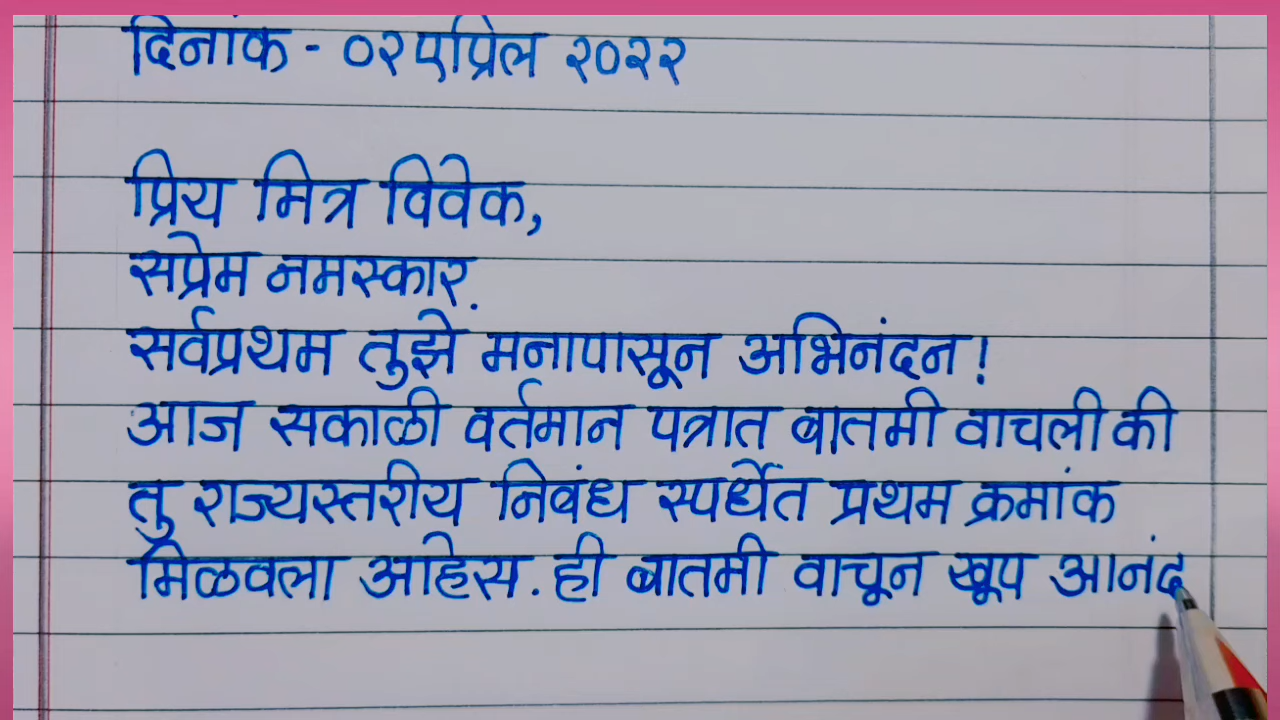 दिनांक - ०२ एप्रिल २०२२
प्रिय मित्र विवेक,
सप्रेम नमस्कार.
सर्वप्रथम तुझे मनापासून अभिनंदन!
आज सकाळी वर्तमान पत्रात बातमी वाचली की
तु राज्यस्तरीय निबंध स्पर्धेत प्रथम क्रमांक
मिळवला आहेस. ही बातमी वाचून खूप आनंद